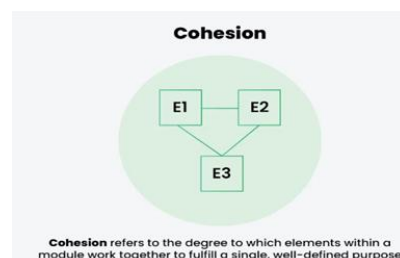 Cohesion
E1 E2
E3
Cohesion refers to the degree to which elements within a
module work together to fulfill a single, well-defined purpose